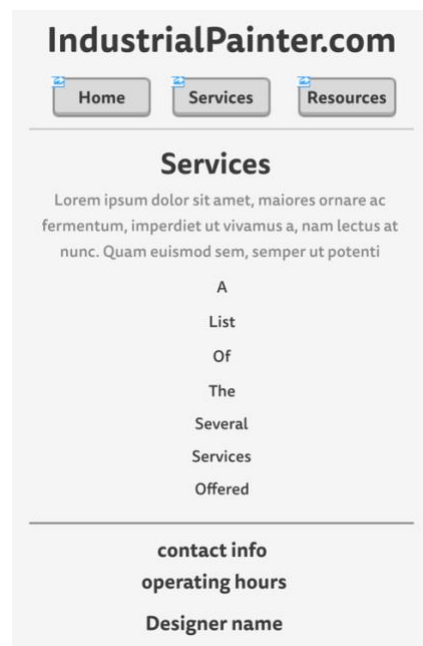 IndustrialPainter.com
Home Services Resources
Services
Lorem ipsum dolor sit amet, maiores ornare ac
fermentum, imperdiet ut vivamus a, nam lectus at
nunc. Quam euismod sem, semper ut potenti
A
List
Of
The
Several
Services
Offered
contact info
operating hours
Designer name